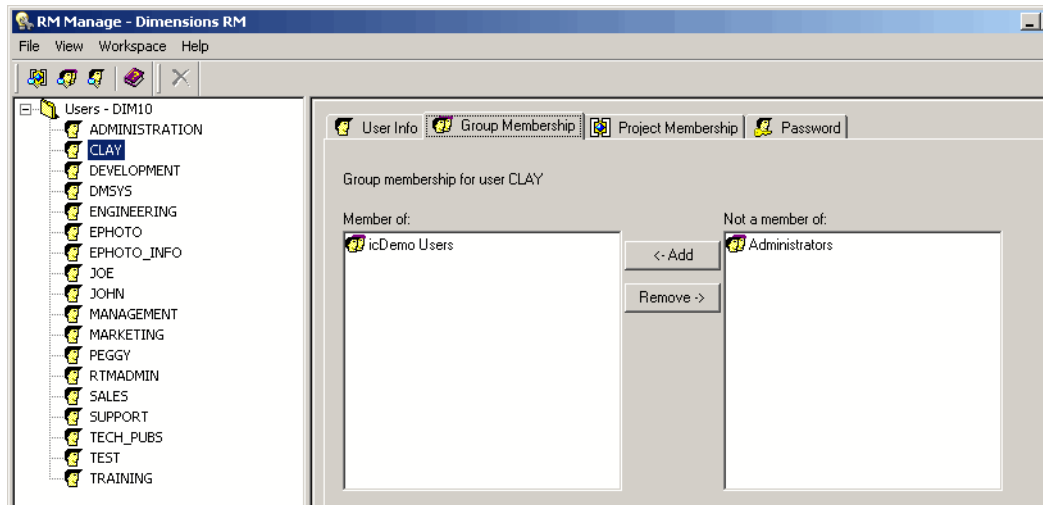 RM Manage - Dimensions RM
File View Workspace Help
Users - DIM10
ADMINISTRATION
CLAY
DEVELOPMENT
DMSYS
ENGINEERING
EPHOTO
EPHOTO_INFO
JOE
JOHN
MANAGEMENT
MARKETING
PEGGY
RTMADMIN
SALES
SUPPORT
TECH_PUBS
TEST
TRAINING
User Info Group Membership Project Membership Password
Group membership for user CLAY
Member of: Not a member of:
icDemo Users <- Add Administrators
Remove ->